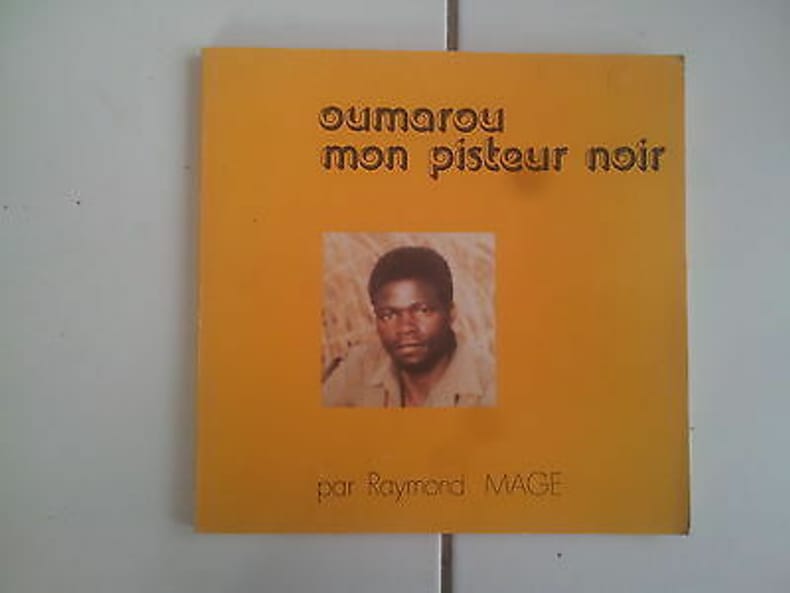 oumarou
mon pisteur noir
par Raymond MAGE